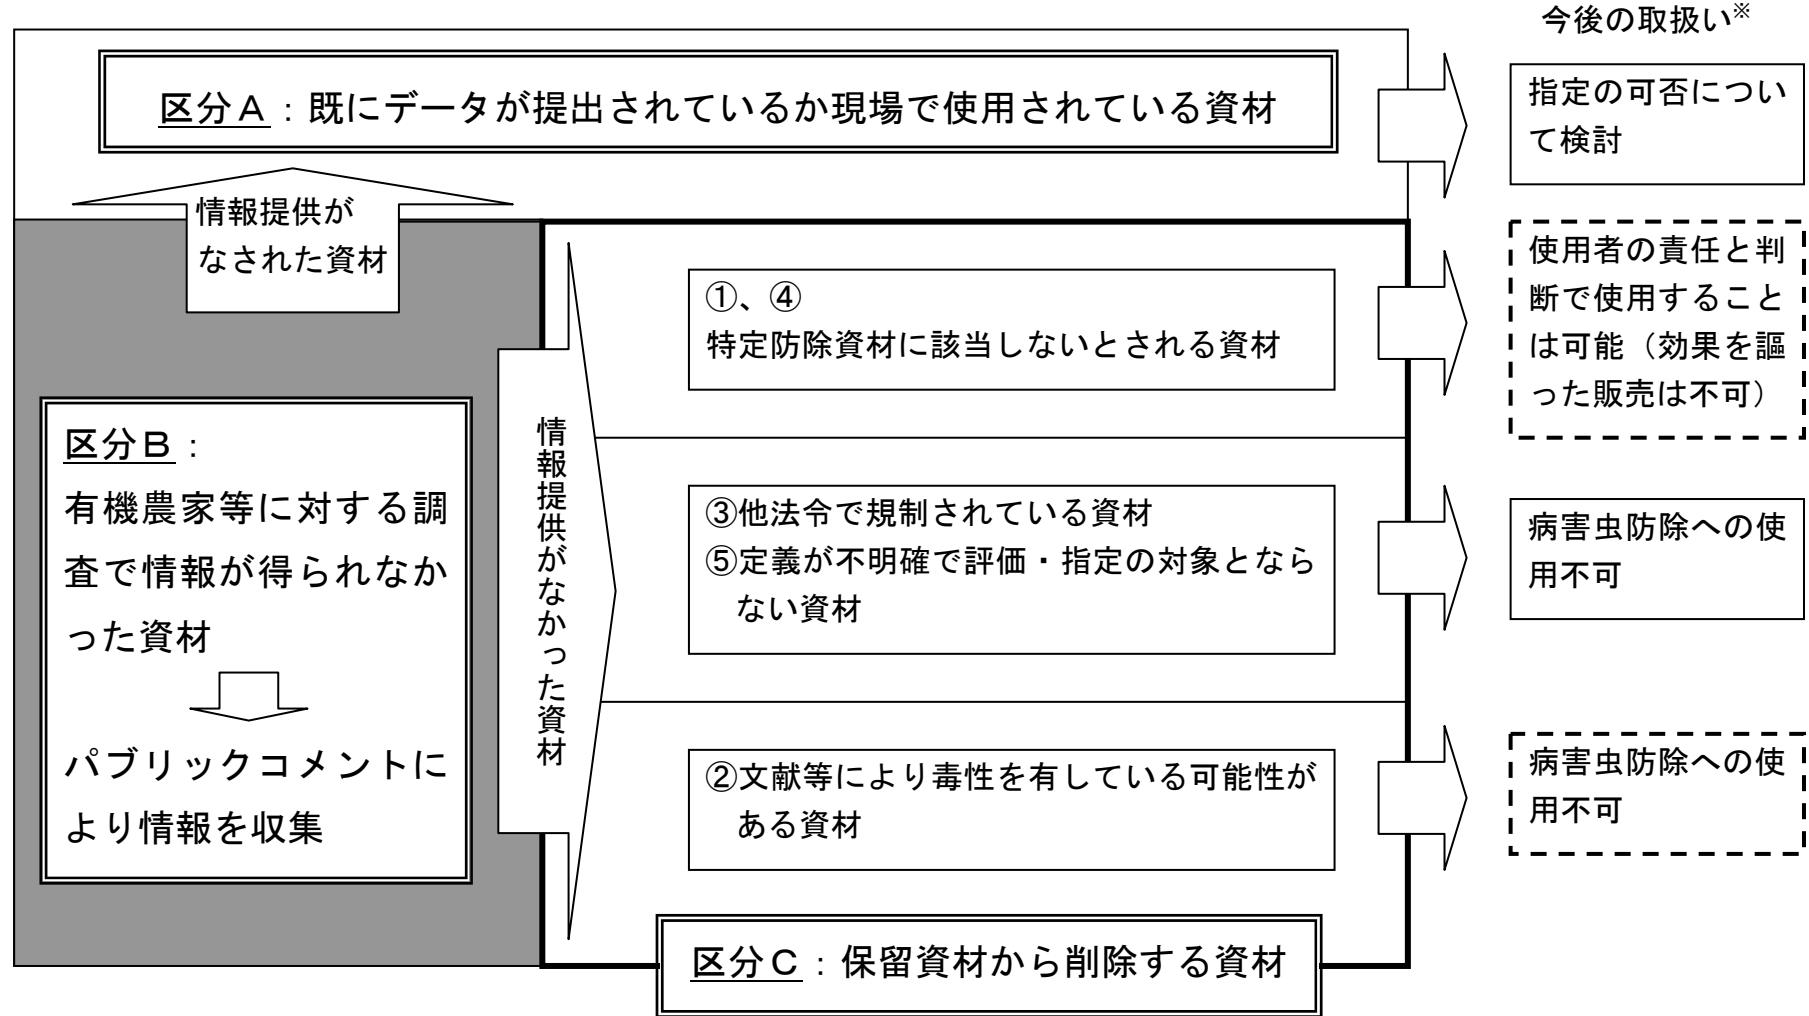 今後の取扱い※
区分A：既にデータが提出されているか現場で使用されている資材
指定の可否につい
て検討
情報提供が
なされた資材
①、④
特定防除資材に該当しないとされる資材
使用者の責任と判
断で使用すること
は可能（効果を謳
った販売は不可）
区分B：
有機農家等に対する調
査で情報が得られなか
った資材
パブリックコメントに
より情報を収集
情報提供がなかった資材
③他法令で規制されている資材
⑤定義が不明確で評価・指定の対象となら
ない資材
病害虫防除への使
用不可
②文献等により毒性を有している可能性が
ある資材
病害虫防除への使
用不可
区分C：保留資材から削除する資材